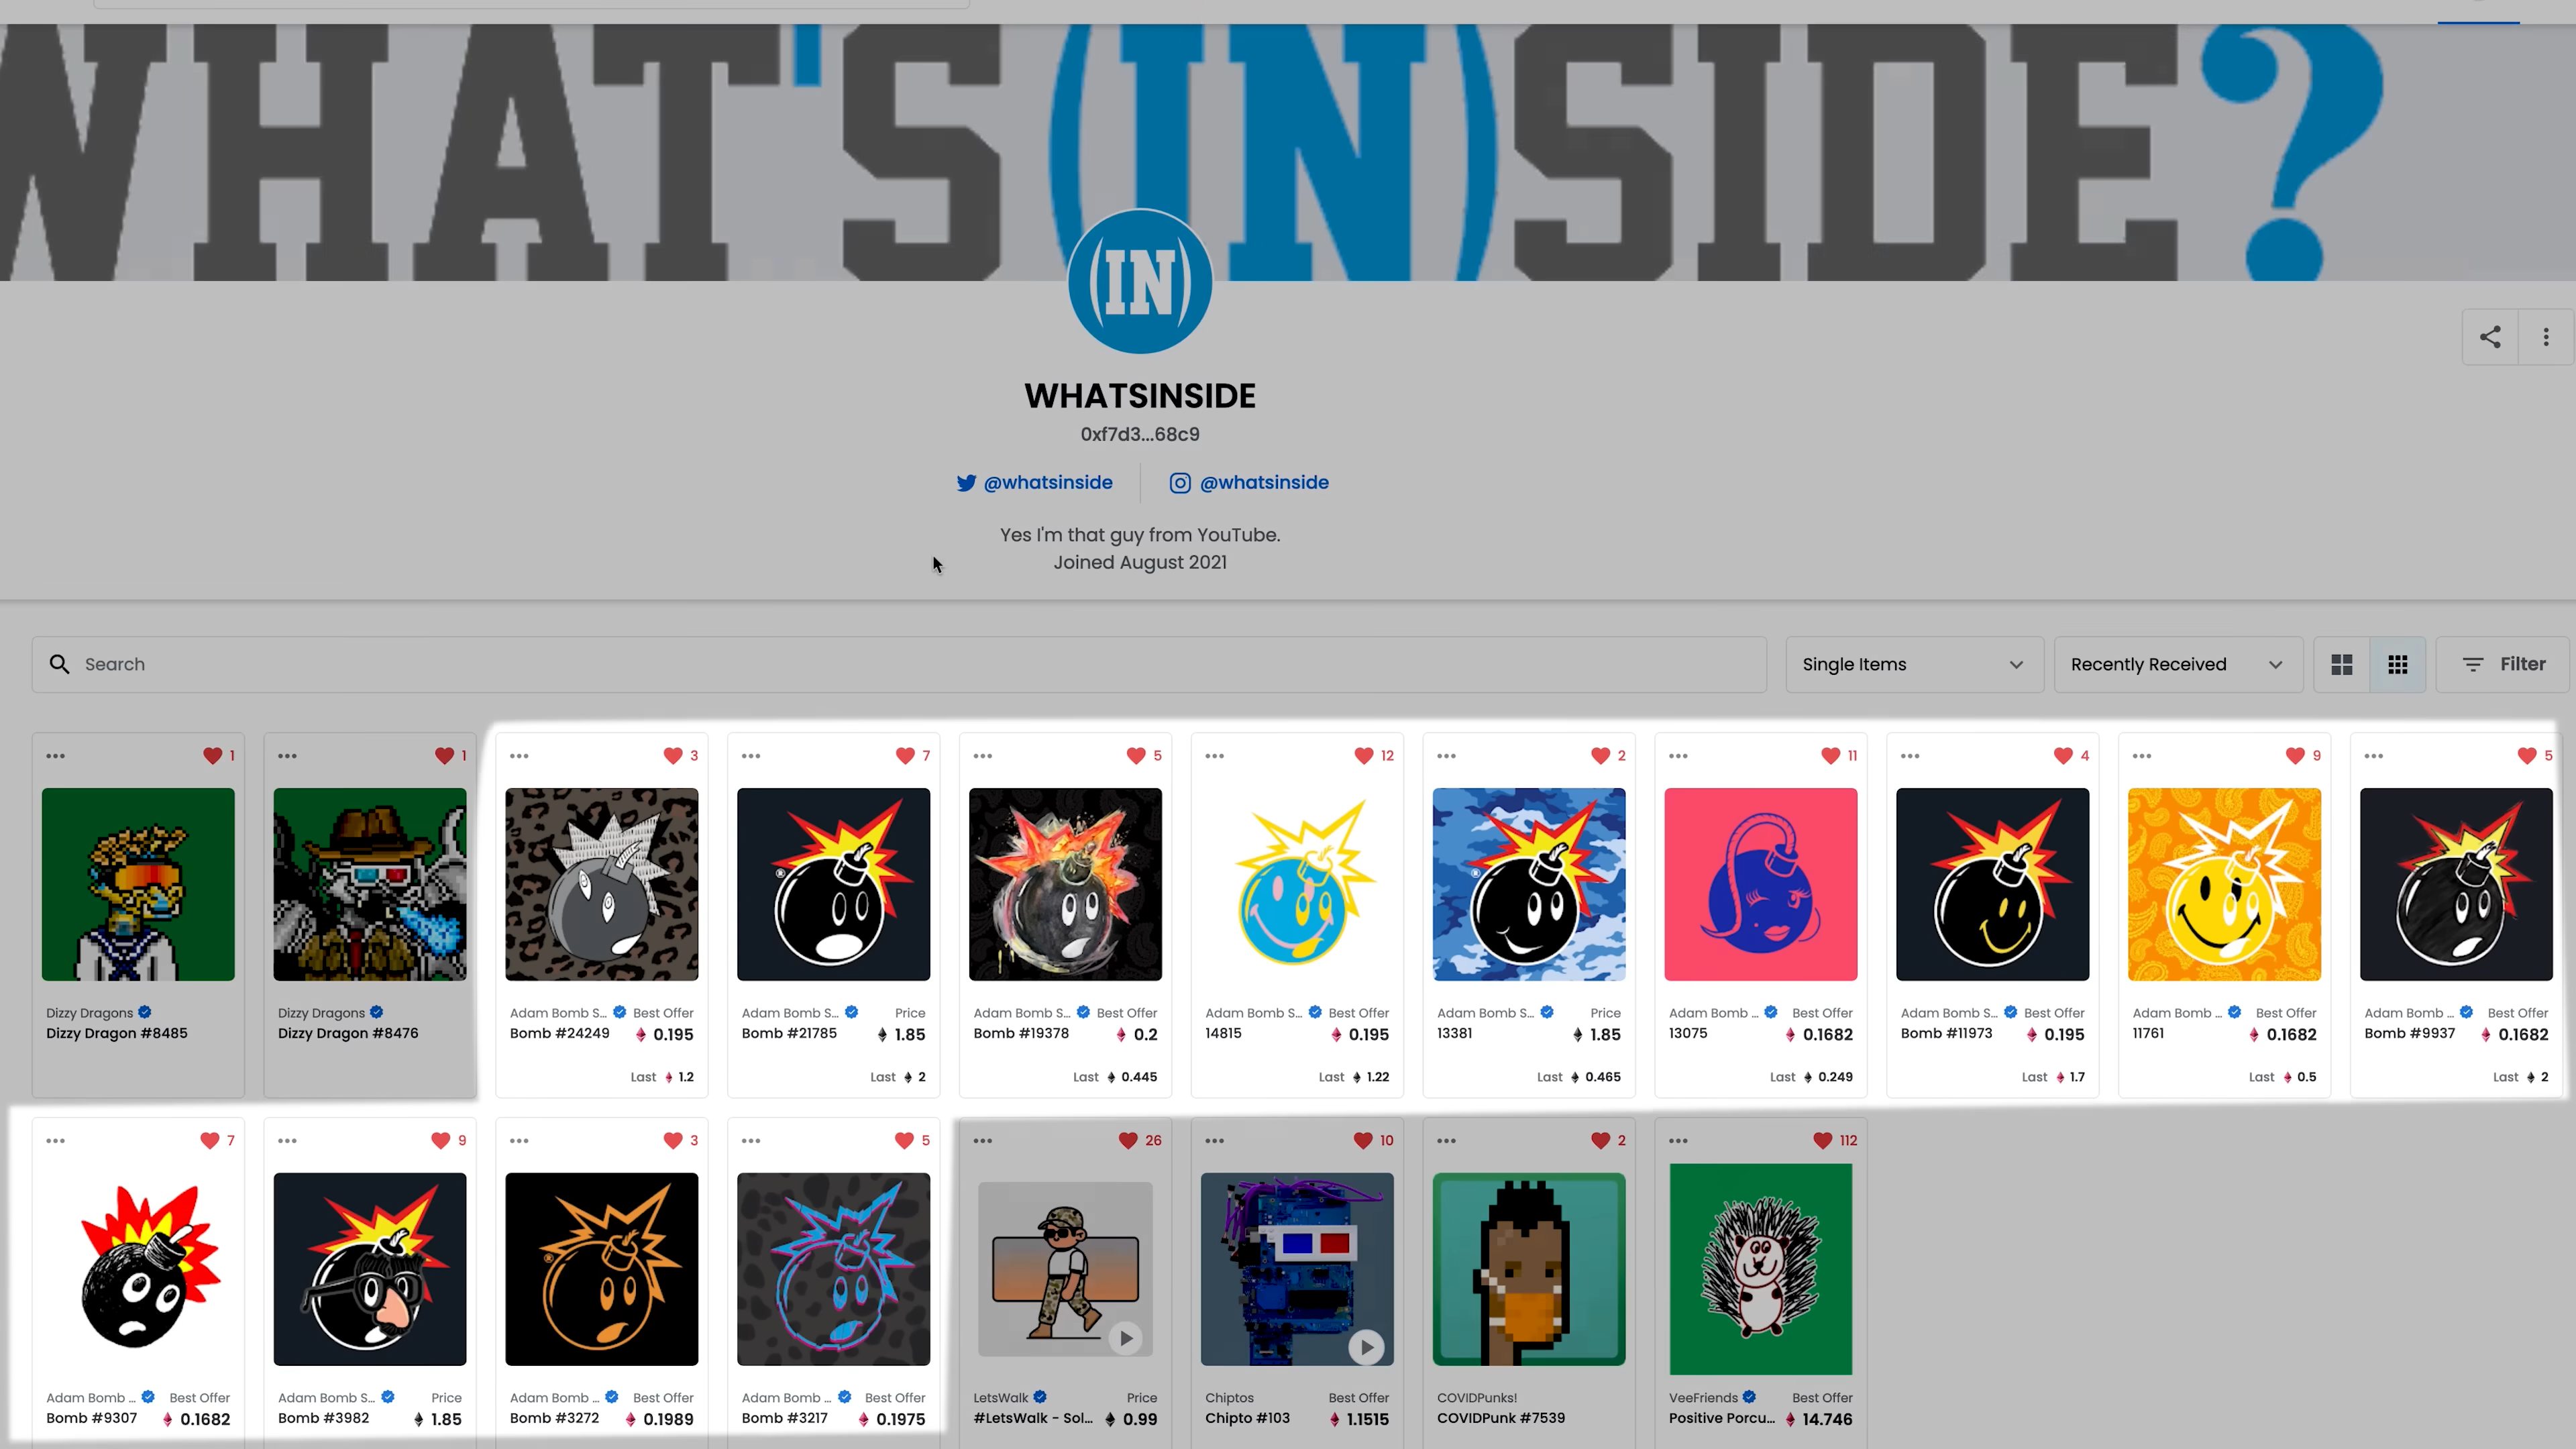 WHAT'S(IN)SIDE?
(IN)
WHATSINSIDE
0xf7d3...68c9
@whatsinside
@whatsinside
Yes I'm that guy from YouTube.
Joined August 2021
Search
Single Items
Recently Received
Filter
1
1
3
7
5
12
2
11
4
9
5
Dizzy Dragons
Dizzy Dragon #8485
Dizzy Dragons
Dizzy Dragon #8476
Adam Bomb S... Best Offer
Bomb #24249 0.195
Last 1.2
Adam Bomb S... Price
Bomb #21785 1.85
Last 2
Adam Bomb S... Best Offer
Bomb #19378 0.2
Last 0.445
Adam Bomb S... Best Offer
14815 0.195
Last 1.22
Adam Bomb S... Price
13381 1.85
Last 0.465
Adam Bomb ... Best Offer
13075 0.1682
Last 0.249
Adam Bomb S... Best Offer
Bomb #11973 0.195
Last 1.7
Adam Bomb ... Best Offer
11761 0.1682
Last 0.5
Adam Bomb ... Best Offer
Bomb #9937 0.1682
Last 2
7
9
3
5
26
10
2
112
Adam Bomb ... Best Offer
Bomb #9307 0.1682
Adam Bomb S... Price
Bomb #3982 1.85
Adam Bomb ... Best Offer
Bomb #3272 0.1989
Adam Bomb ... Best Offer
Bomb #3217 0.1975
LetsWalk Price
#LetsWalk - Sol... 0.99
Chiptos Best Offer
Chipto #103 1.1515
COVIDPunks!
COVIDPunk #7539
VeeFriends Best Offer
Positive Porcu... 14.746